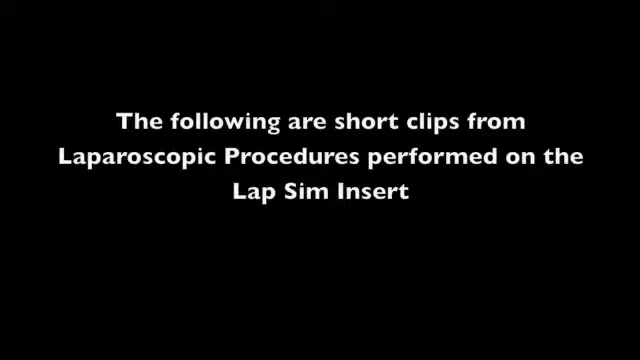 The following are short clips from
Laparoscopic Procedures performed on the
Lap Sim Insert